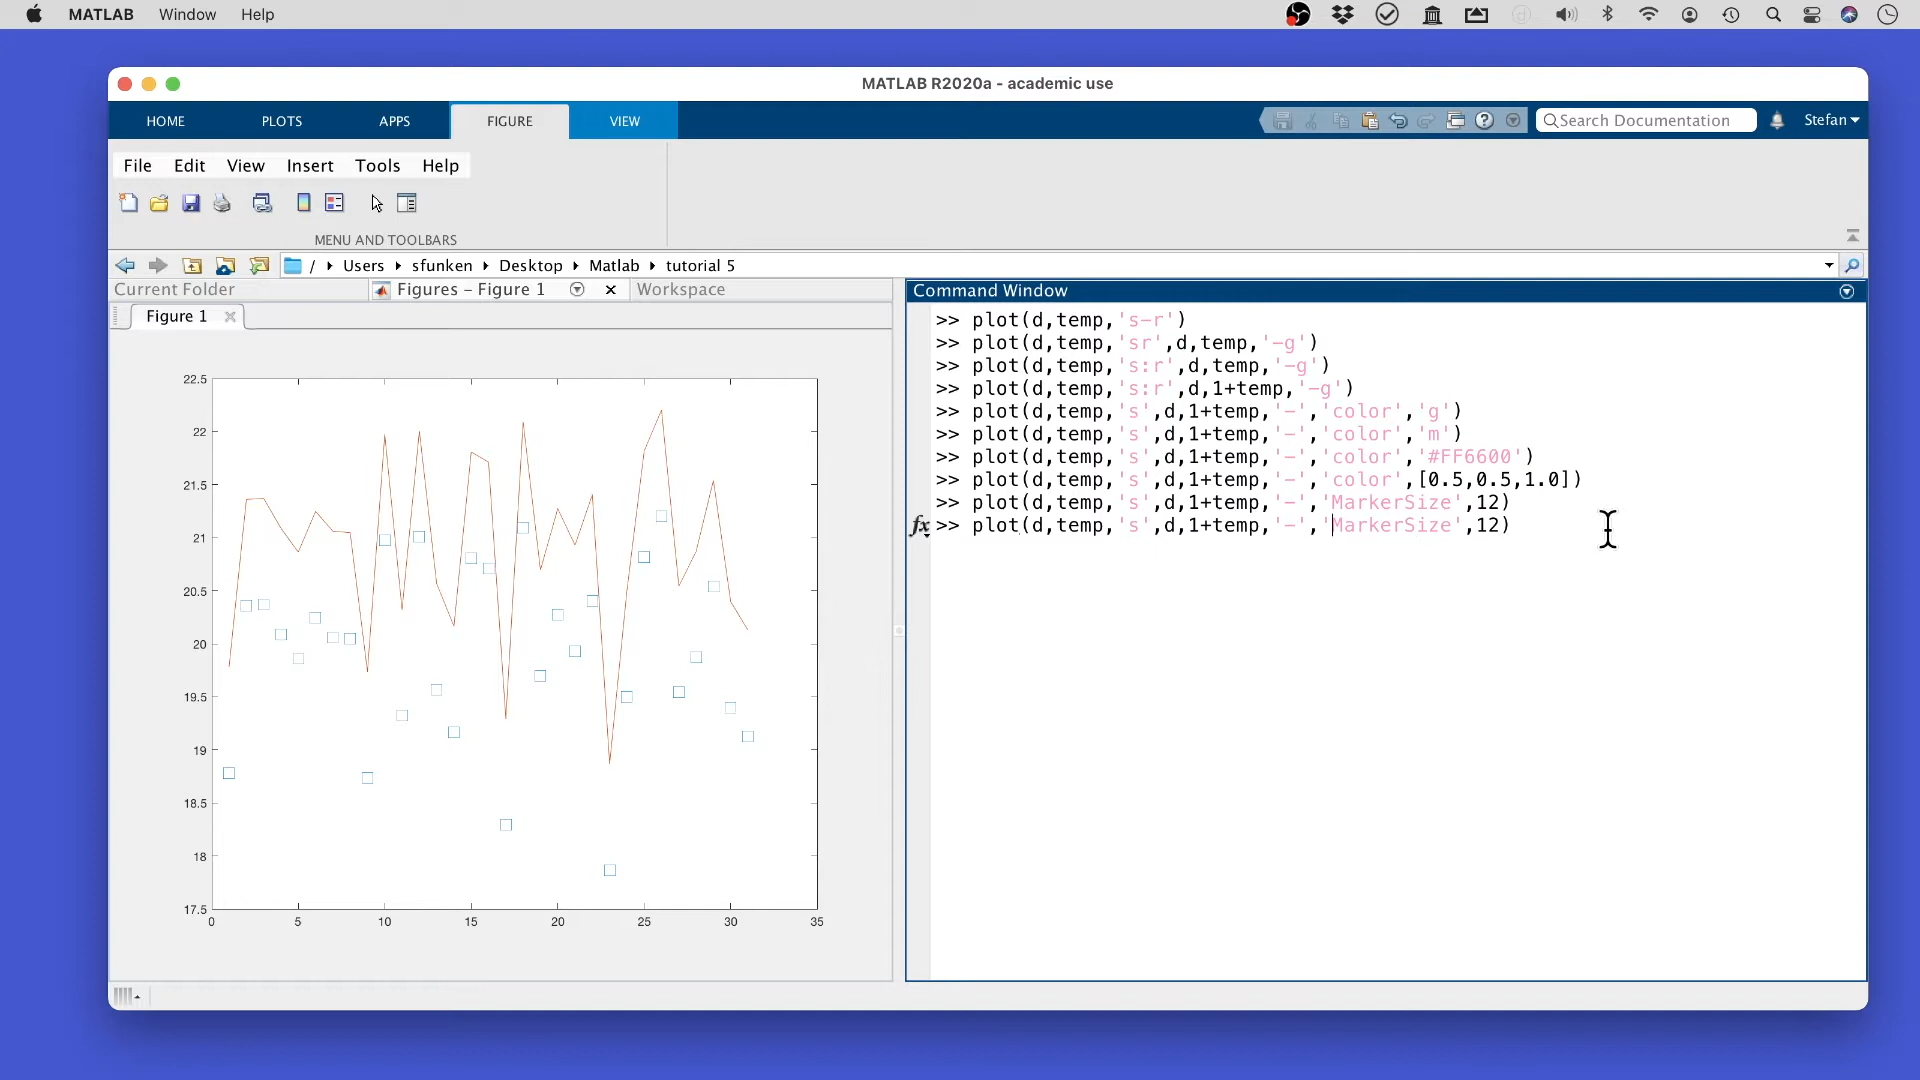 MATLAB Window Help
MATLAB R2020a - academic use
HOME PLOTS APPS FIGURE VIEW
Search Documentation
Stefan
File Edit View Insert Tools Help
MENU AND TOOLBARS
/ Users sfunken Desktop Matlab tutorial 5
Current Folder
Figures – Figure 1
Workspace
Figure 1
22.5
22
21.5
21
20.5
20
19.5
19
18.5
18
17.5
0 5 10 15 20 25 30 35
Command Window
>> plot(d,temp,'s-r')
>> plot(d,temp,'sr',d,temp,'-g')
>> plot(d,temp,'s:r',d,temp,'-g')
>> plot(d,temp,'s:r',d,1+temp,'-g')
>> plot(d,temp,'s',d,1+temp,'-','color','g')
>> plot(d,temp,'s',d,1+temp,'-','color','m')
>> plot(d,temp,'s',d,1+temp,'-','color','#FF6600')
>> plot(d,temp,'s',d,1+temp,'-','color',[0.5,0.5,1.0])
>> plot(d,temp,'s',d,1+temp,'-','MarkerSize',12)
fx >> plot(d,temp,'s',d,1+temp,'-','MarkerSize',12)